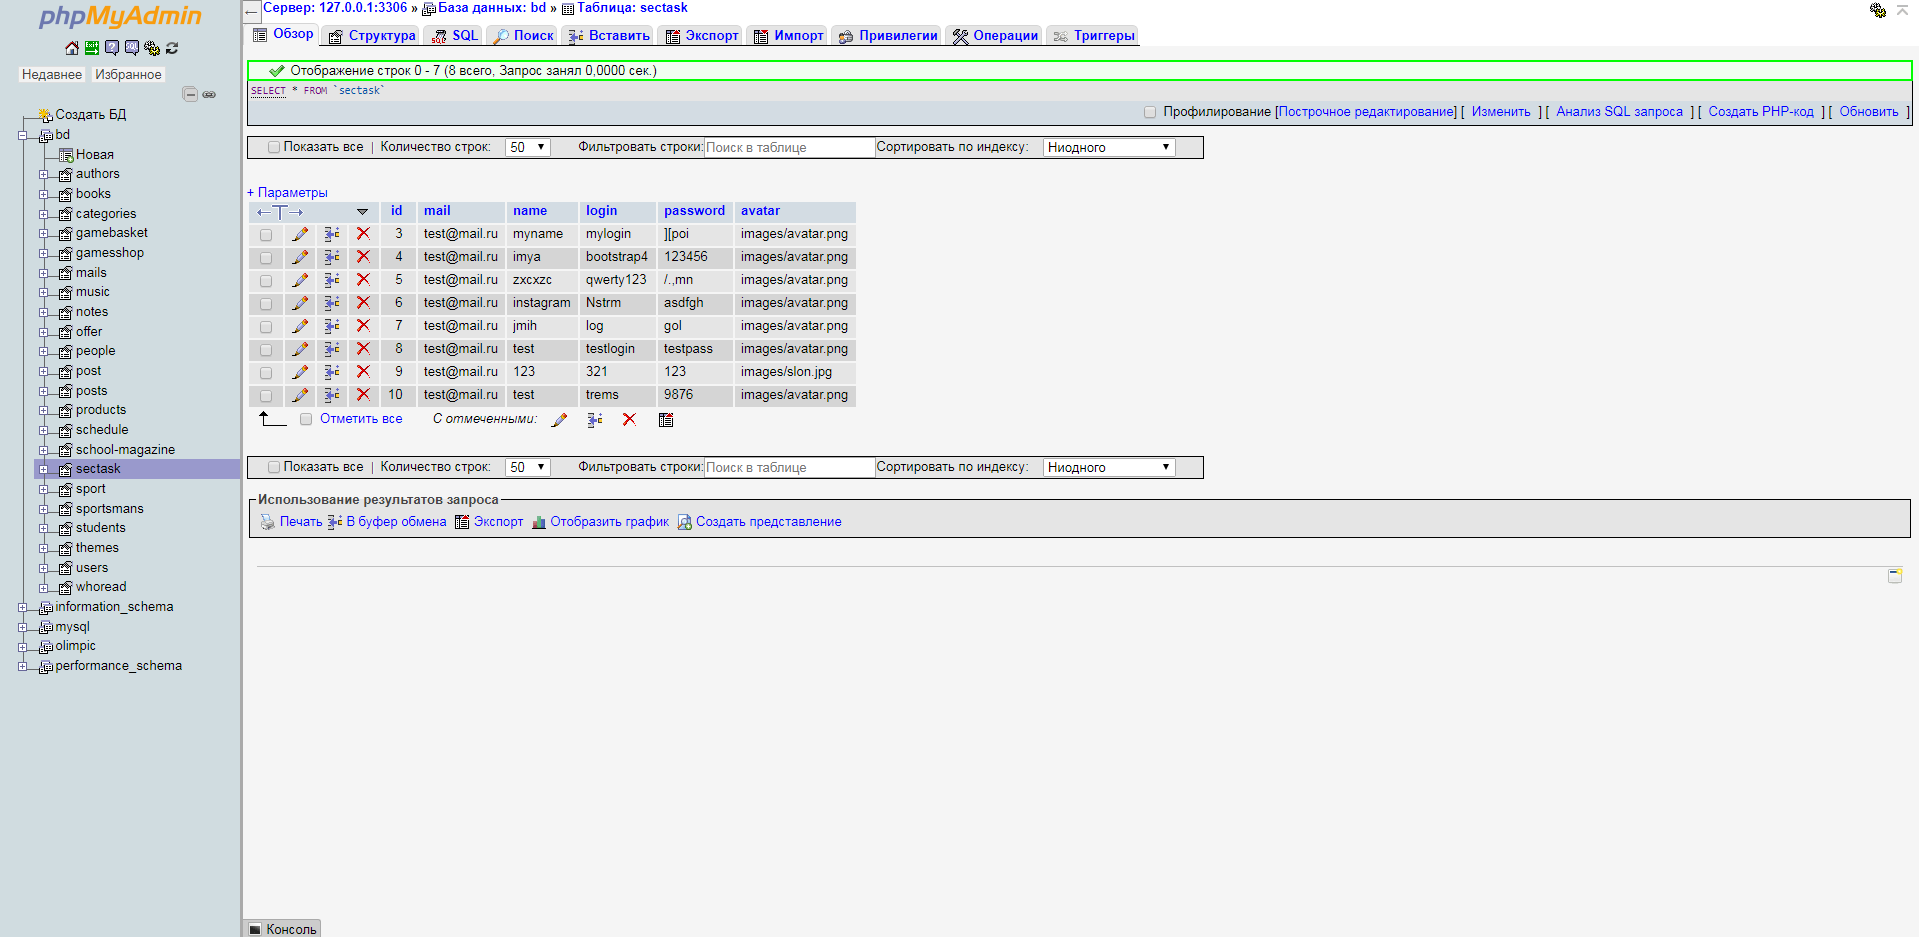 phpMyAdmin
Недавнее Избранное
Создать БД
bd
Новая
authors
books
categories
gamebasket
gamesshop
mails
music
notes
offer
people
post
posts
products
schedule
school-magazine
sectask
sport
sportsmans
students
themes
users
whoread
information_schema
mysql
olimpic
performance_schema
Сервер: 127.0.0.1:3306 » База данных: bd » Таблица: sectask
Обзор Структура SQL Поиск Вставить Экспорт Импорт Привилегии Операции Триггеры
Отображение строк 0 - 7 (8 всего, Запрос занял 0,0000 сек.)
SELECT * FROM `sectask`
Профилирование [Построчное редактирование] [ Изменить ] [ Анализ SQL запроса ] [ Создать PHP-код ] [ Обновить ]
Показать все | Количество строк: 50 Фильтровать строки: Поиск в таблице Сортировать по индексу: Ниодного
+ Параметры
←T→ id mail name login password avatar
3 test@mail.ru myname mylogin ][poi images/avatar.png
4 test@mail.ru imya bootstrap4 123456 images/avatar.png
5 test@mail.ru zxcxzc qwerty123 /.,mn images/avatar.png
6 test@mail.ru instagram Nstrm asdfgh images/avatar.png
7 test@mail.ru jmih log gol images/avatar.png
8 test@mail.ru test testlogin testpass images/avatar.png
9 test@mail.ru 123 321 123 images/slon.jpg
10 test@mail.ru test trems 9876 images/avatar.png
Отметить все С отмеченными:
Показать все | Количество строк: 50 Фильтровать строки: Поиск в таблице Сортировать по индексу: Ниодного
Использование результатов запроса
Печать В буфер обмена Экспорт Отобразить график Создать представление
Консоль